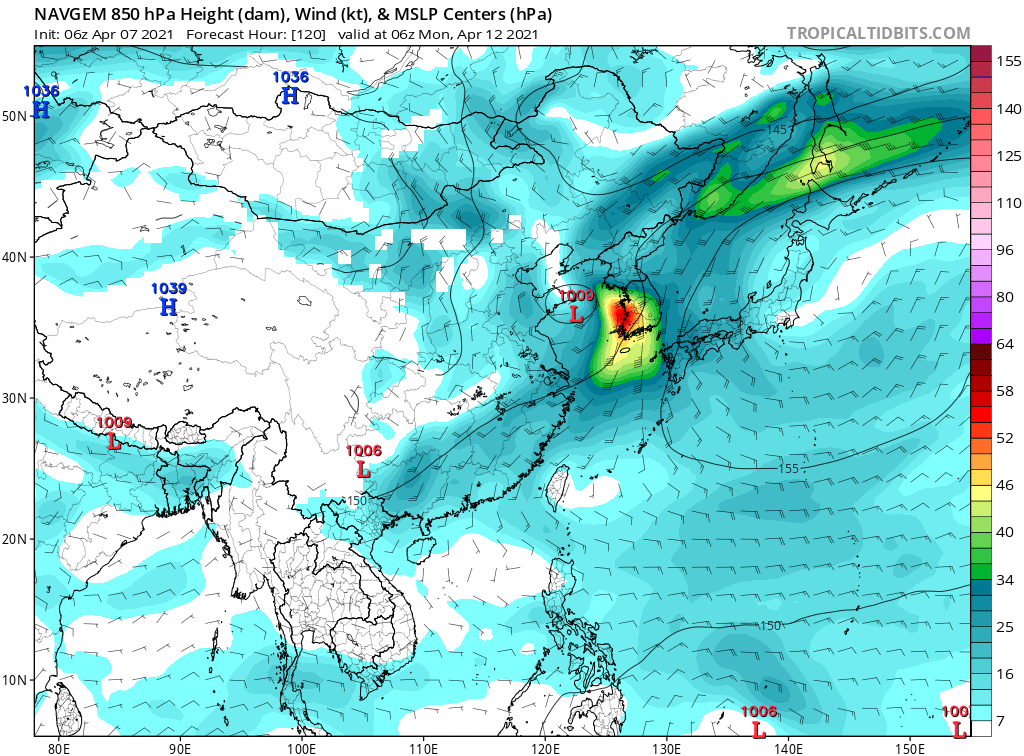 NAVGEM 850 hPa Height (dam), Wind (kt), & MSLP Centers (hPa)
Init: 06z Apr 07 2021 Forecast Hour: [120] valid at 06z Mon, Apr 12 2021
TROPICALTIDBITS.COM
1036
H
1036
H
50N
145
155
140
125
110
96
80
64
58
52
46
40
34
25
16
7
40N
1039
H
1009
L
30N
1009
L
1006
L
155
150
20N
150
10N
1006
L
100
L
80E
90E
100E
110E
120E
130E
140E
150E